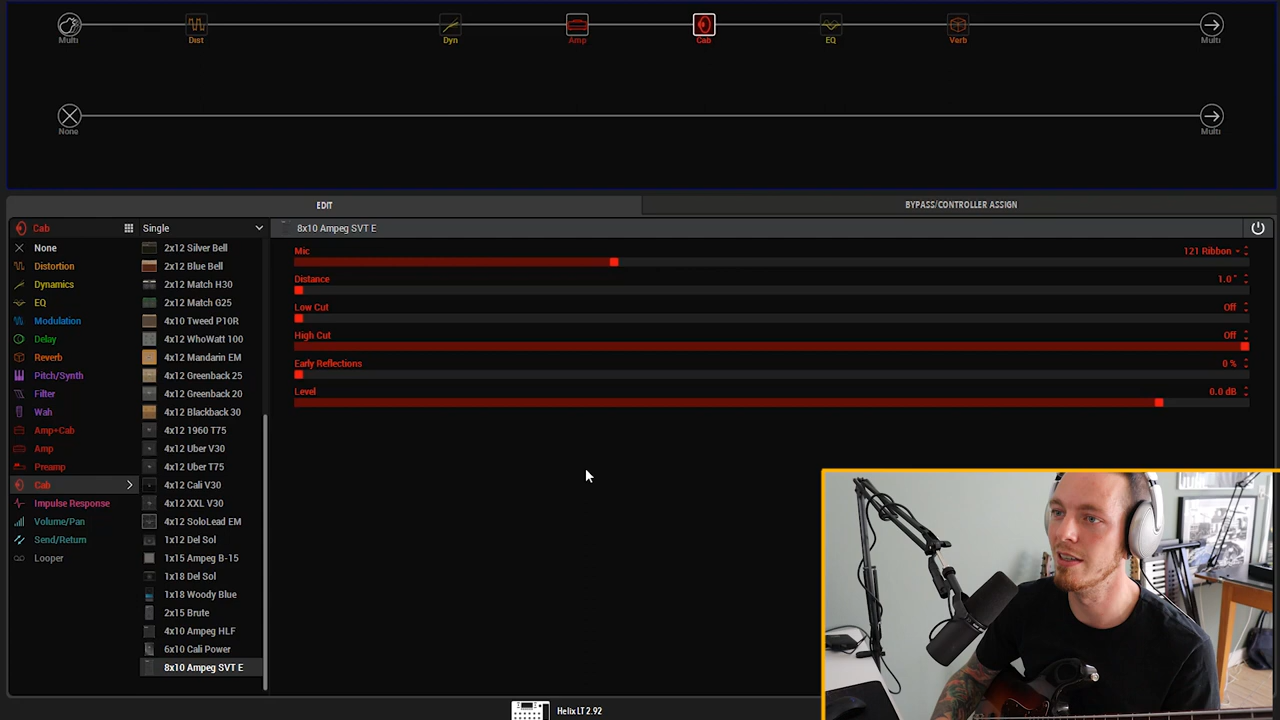 Multi
Dist
Dyn
Amp
Cab
EQ
Verb
Multi
None
Multi
EDIT
BYPASS/CONTROLLER ASSIGN
Cab
Single
8x10 Ampeg SVT E
None
Distortion
Dynamics
EQ
Modulation
Delay
Reverb
Pitch/Synth
Filter
Wah
Amp+Cab
Amp
Preamp
Cab
Impulse Response
Volume/Pan
Send/Return
Looper
2x12 Silver Bell
2x12 Blue Bell
2x12 Match H30
2x12 Match G25
4x10 Tweed P10R
4x12 WhoWatt 100
4x12 Mandarin EM
4x12 Greenback 25
4x12 Greenback 20
4x12 Blackback 30
4x12 1960 T75
4x12 Uber V30
4x12 Uber T75
4x12 Cali V30
4x12 XXL V30
4x12 SoloLead EM
1x12 Del Sol
1x15 Ampeg B-15
1x18 Del Sol
1x18 Woody Blue
2x15 Brute
4x10 Ampeg HLF
6x10 Cali Power
8x10 Ampeg SVT E
Mic 121 Ribbon
Distance 1.0"
Low Cut Off
High Cut Off
Early Reflections 0 %
Level 0.0 dB
Helix LT 2.92